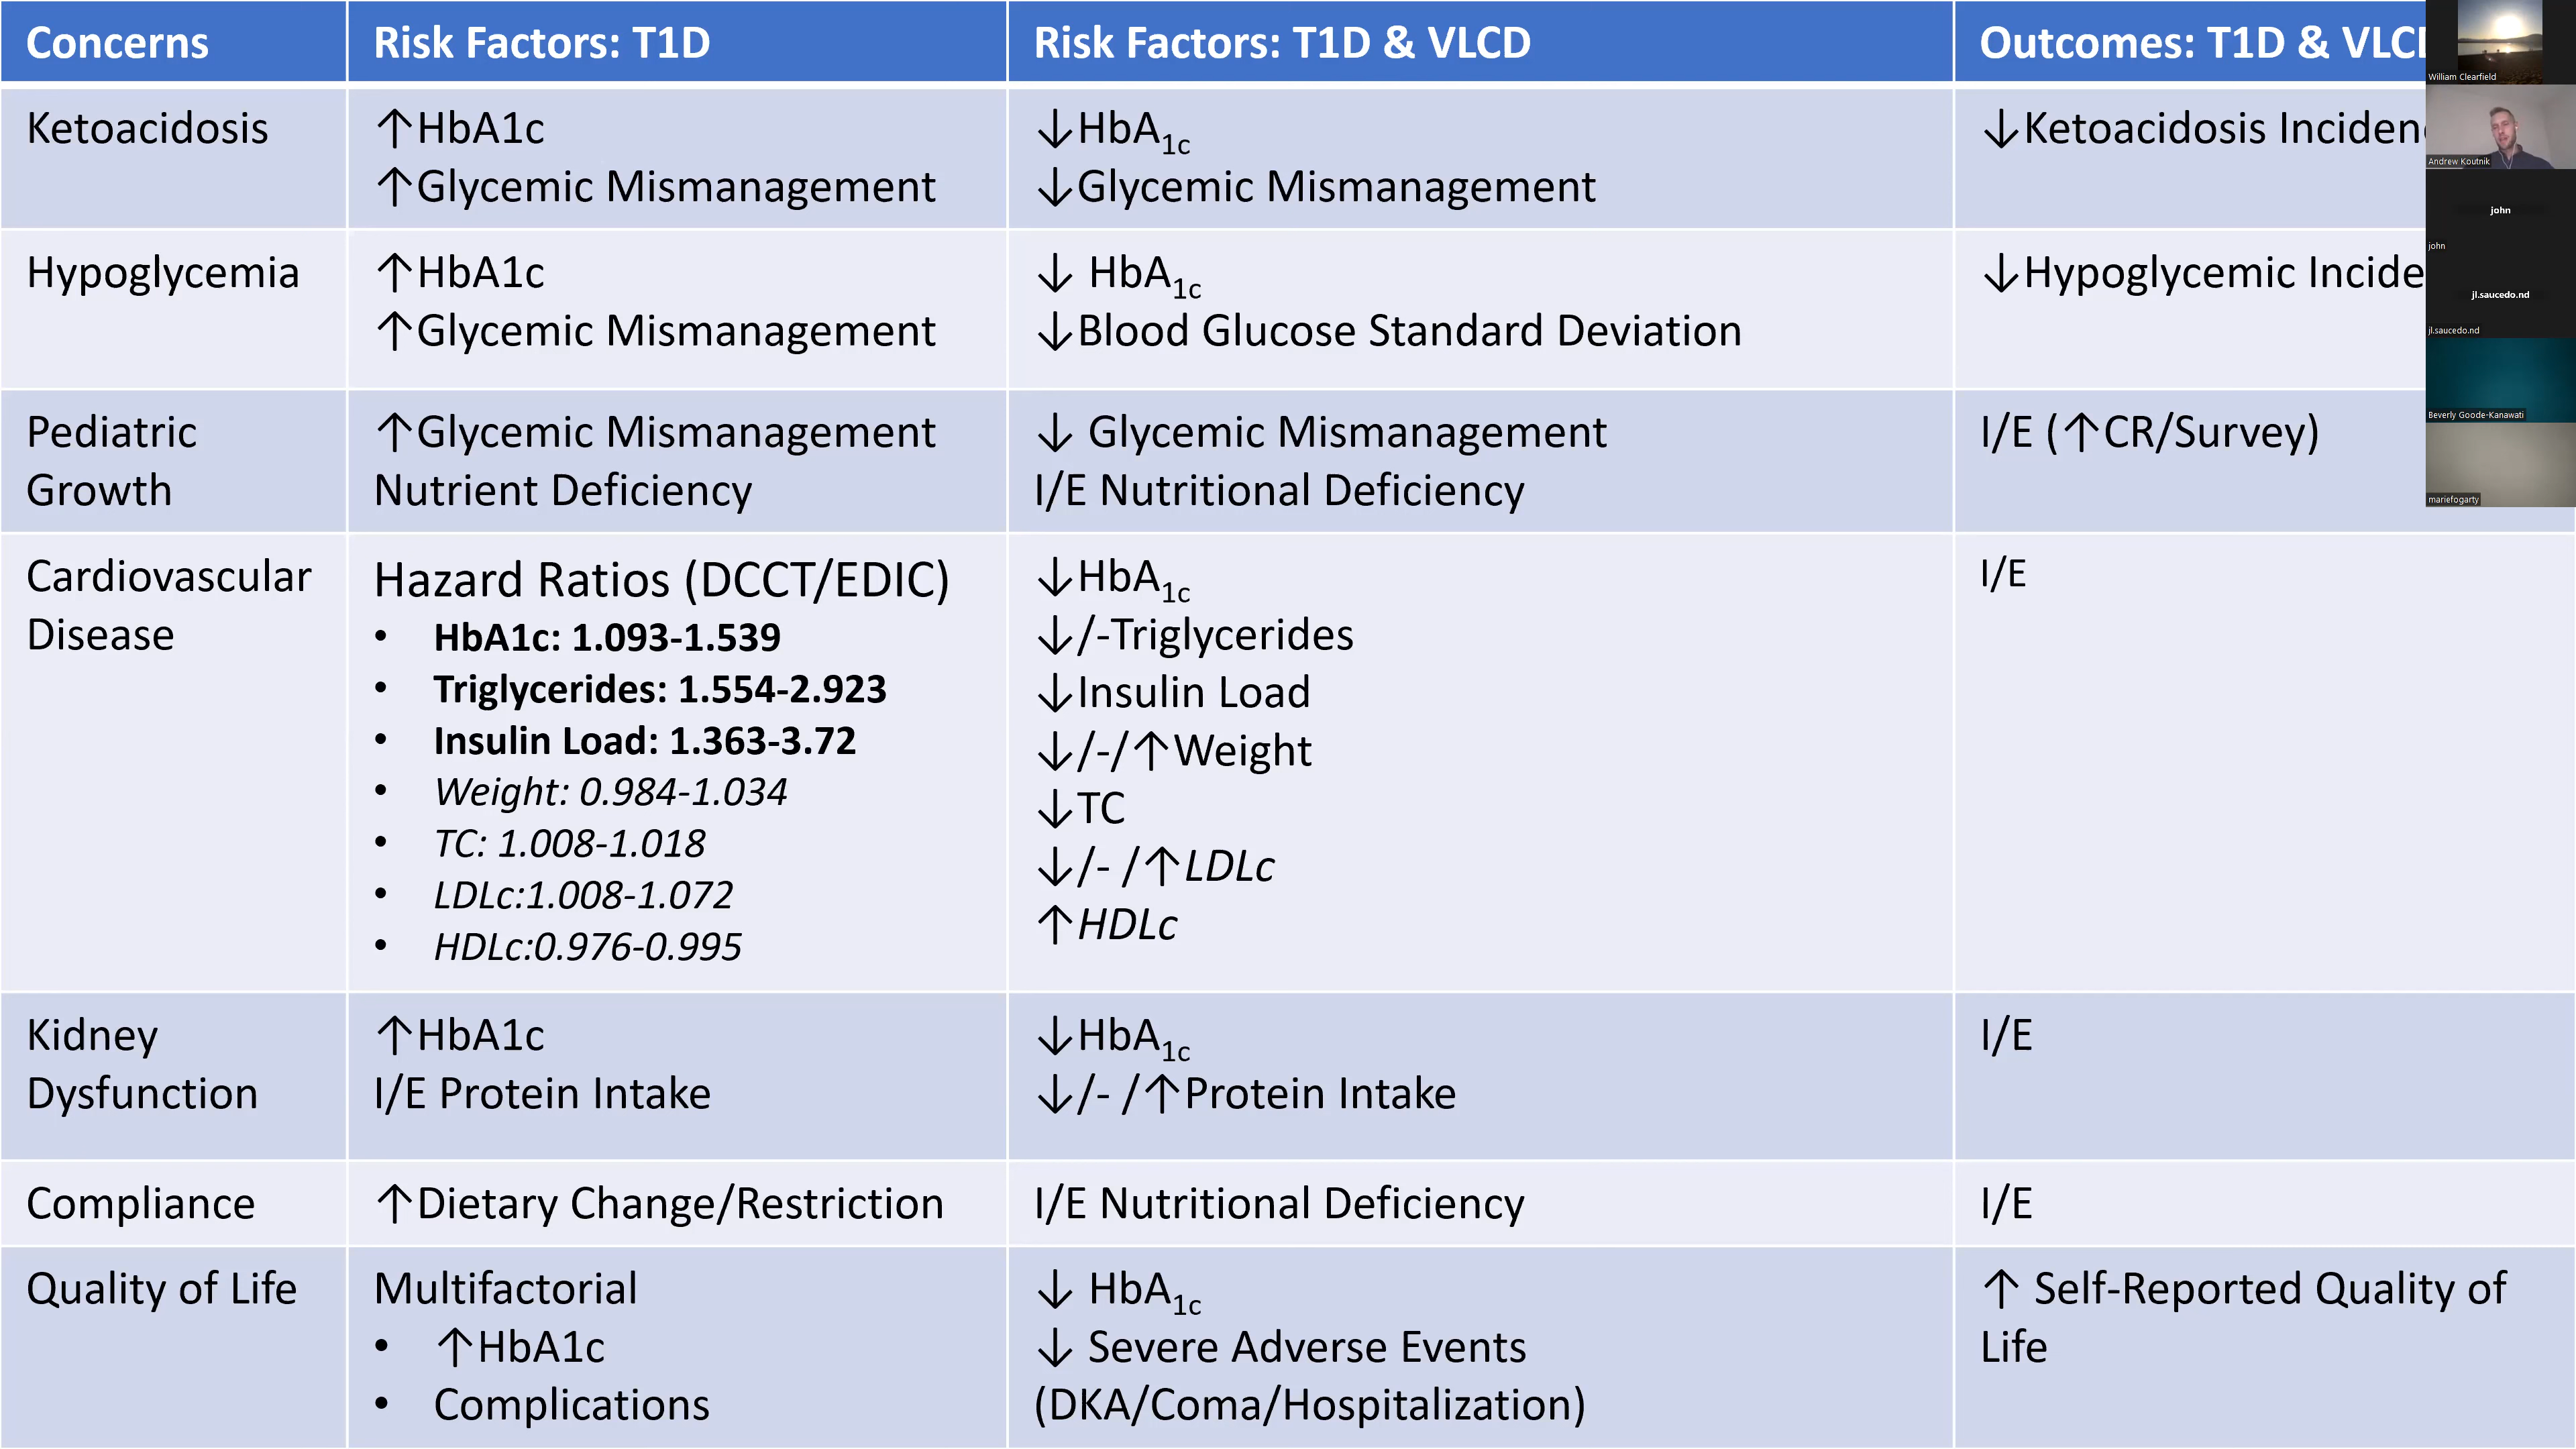 Concerns
Risk Factors: T1D
Risk Factors: T1D & VLCD
Outcomes: T1D &
Ketoacidosis
↑HbA1c
↑Glycemic Mismanagement
↓HbA1c
↓Glycemic Mismanagement
↓Ketoacidosis
Hypoglycemia
↑HbA1c
↑Glycemic Mismanagement
↓ HbA1c
↓Blood Glucose Standard Deviation
↓Hypoglycemic
Pediatric
Growth
↑Glycemic Mismanagement
Nutrient Deficiency
↓ Glycemic Mismanagement
I/E Nutritional Deficiency
I/E (↑CR/Survey)
Cardiovascular
Disease
Hazard Ratios (DCCT/EDIC)
• HbA1c: 1.093-1.539
• Triglycerides: 1.554-2.923
• Insulin Load: 1.363-3.72
• Weight: 0.984-1.034
• TC: 1.008-1.018
• LDLc:1.008-1.072
• HDLc:0.976-0.995
↓HbA1c
↓/-Triglycerides
↓Insulin Load
↓/-/↑Weight
↓TC
↓/- /↑LDLc
↑HDLc
I/E
Kidney
Dysfunction
↑HbA1c
I/E Protein Intake
↓HbA1c
↓/- /↑Protein Intake
I/E
Compliance
↑Dietary Change/Restriction
I/E Nutritional Deficiency
I/E
Quality of Life
Multifactorial
• ↑HbA1c
• Complications
↓ HbA1c
↓ Severe Adverse Events
(DKA/Coma/Hospitalization)
↑ Self-Reported Quality of
Life
William Clearfield
Andrew Koutnik
john
john
jl.saucedo.nd
jl.saucedo.nd
Beverly Goode-Kanawati
mariefogarty